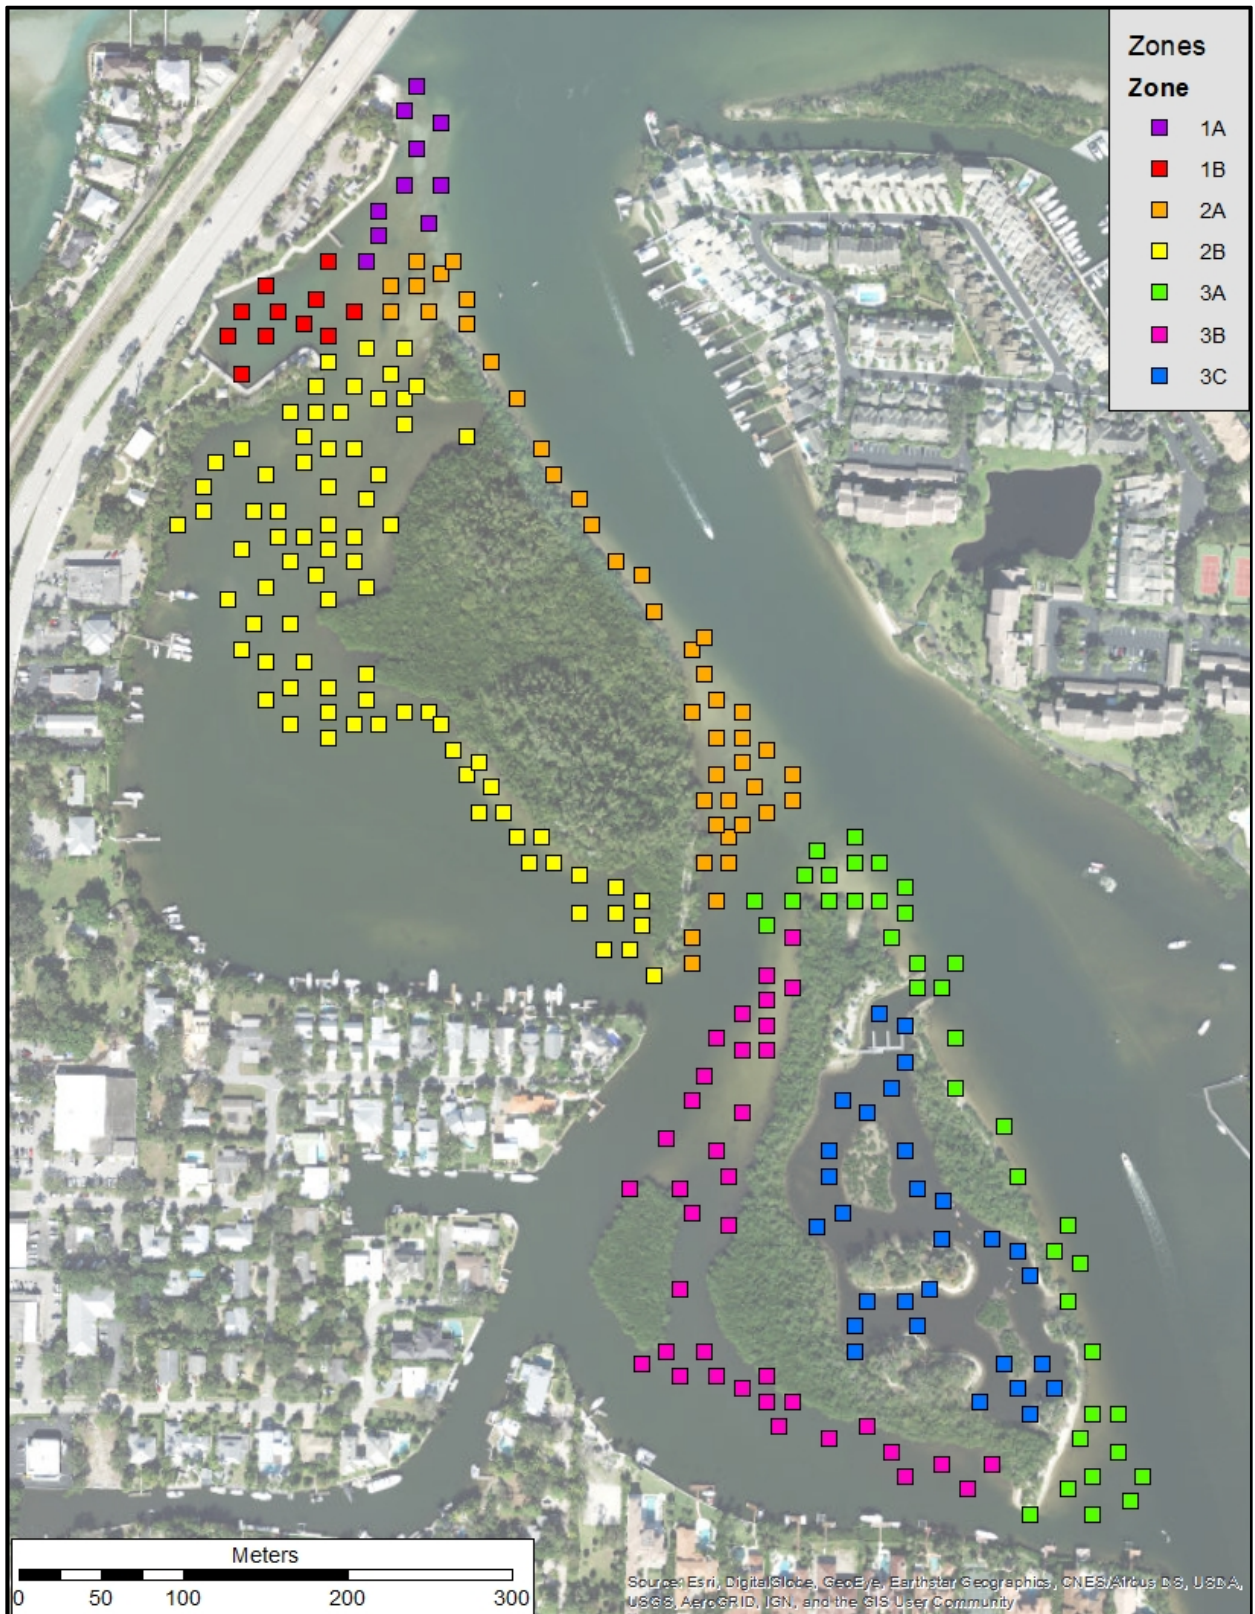 Zones
Zone
1A
1B
2A
2B
3A
3B
3C
Meters
0 50 100 200 300
Source: Esri, DigitalGlobe, GeoEye, Earthstar Geographics, CNES/Airbus DS, USDA,
USGS, AeroGRID, IGN, and the GIS User Community